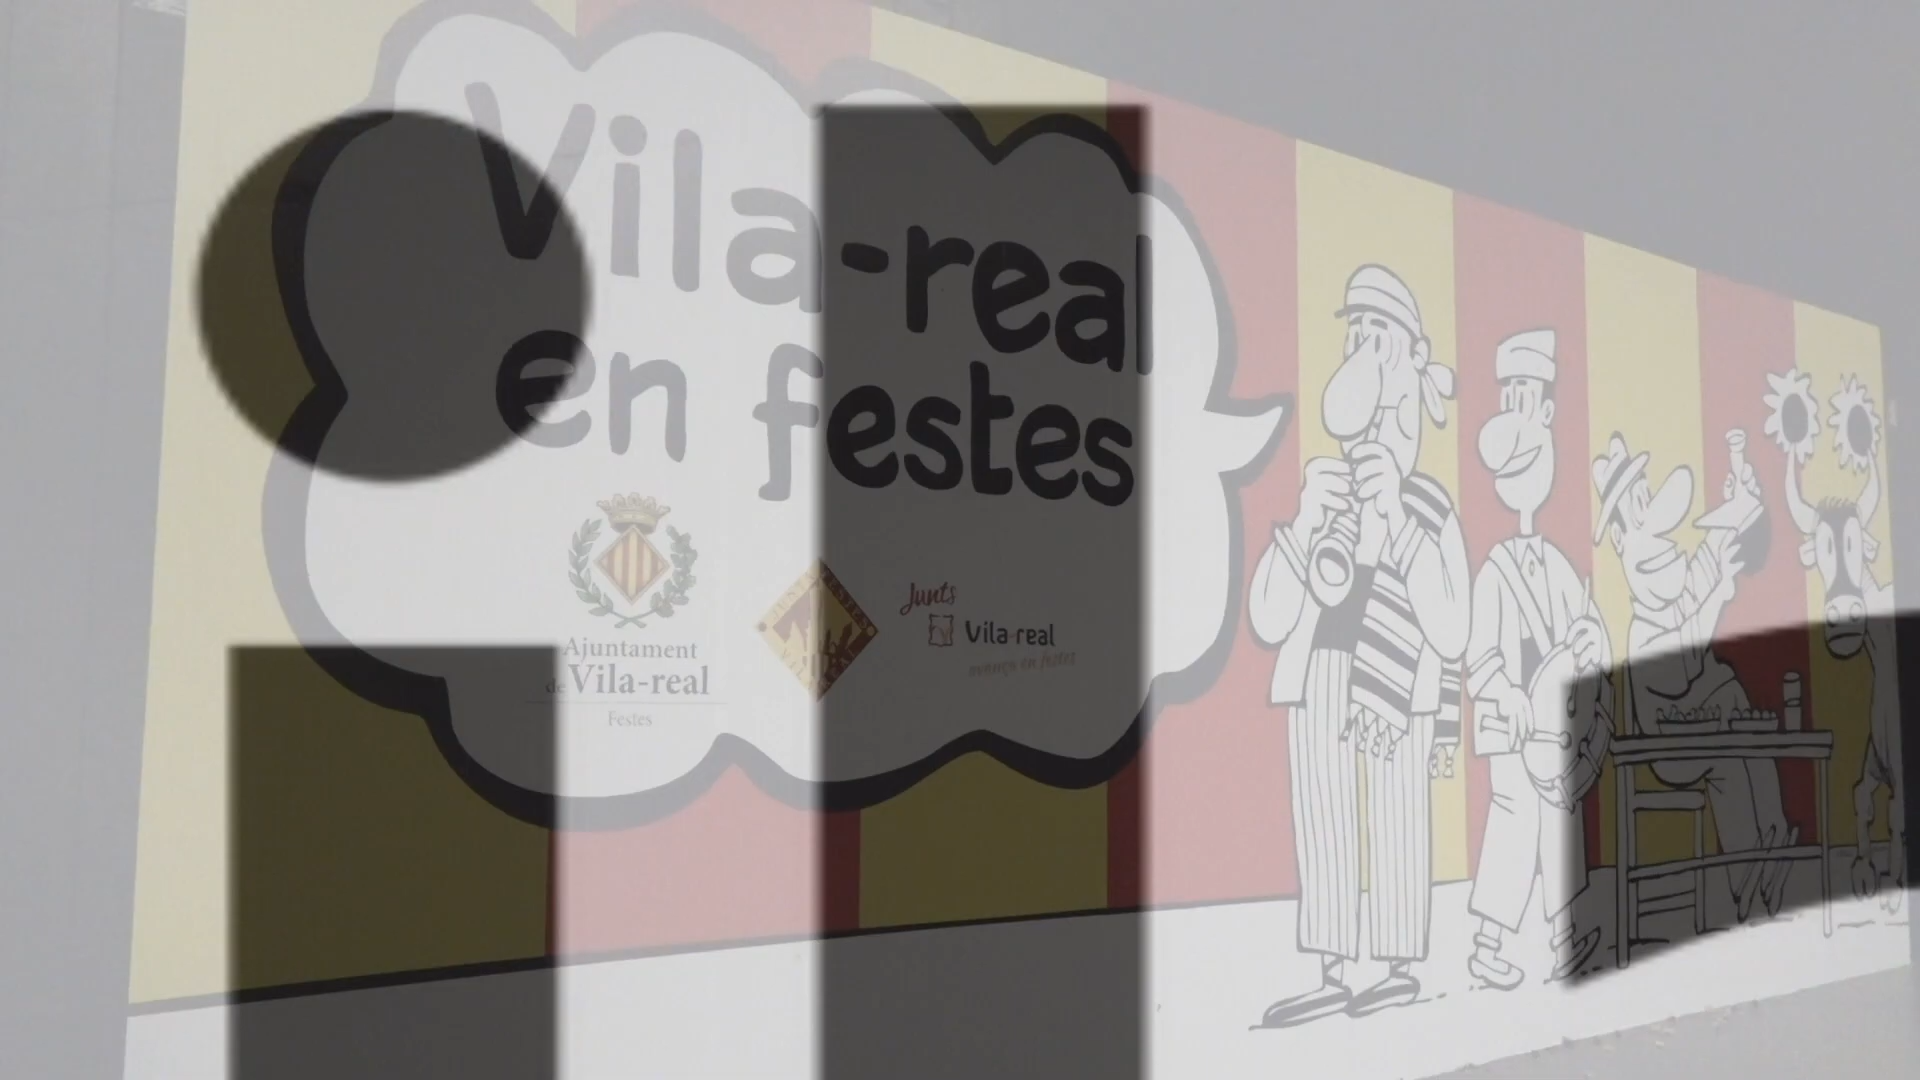 Vila-real
en festes
Ajuntament
de Vila-real
Festes
Junts
Vila-real
avança en festes